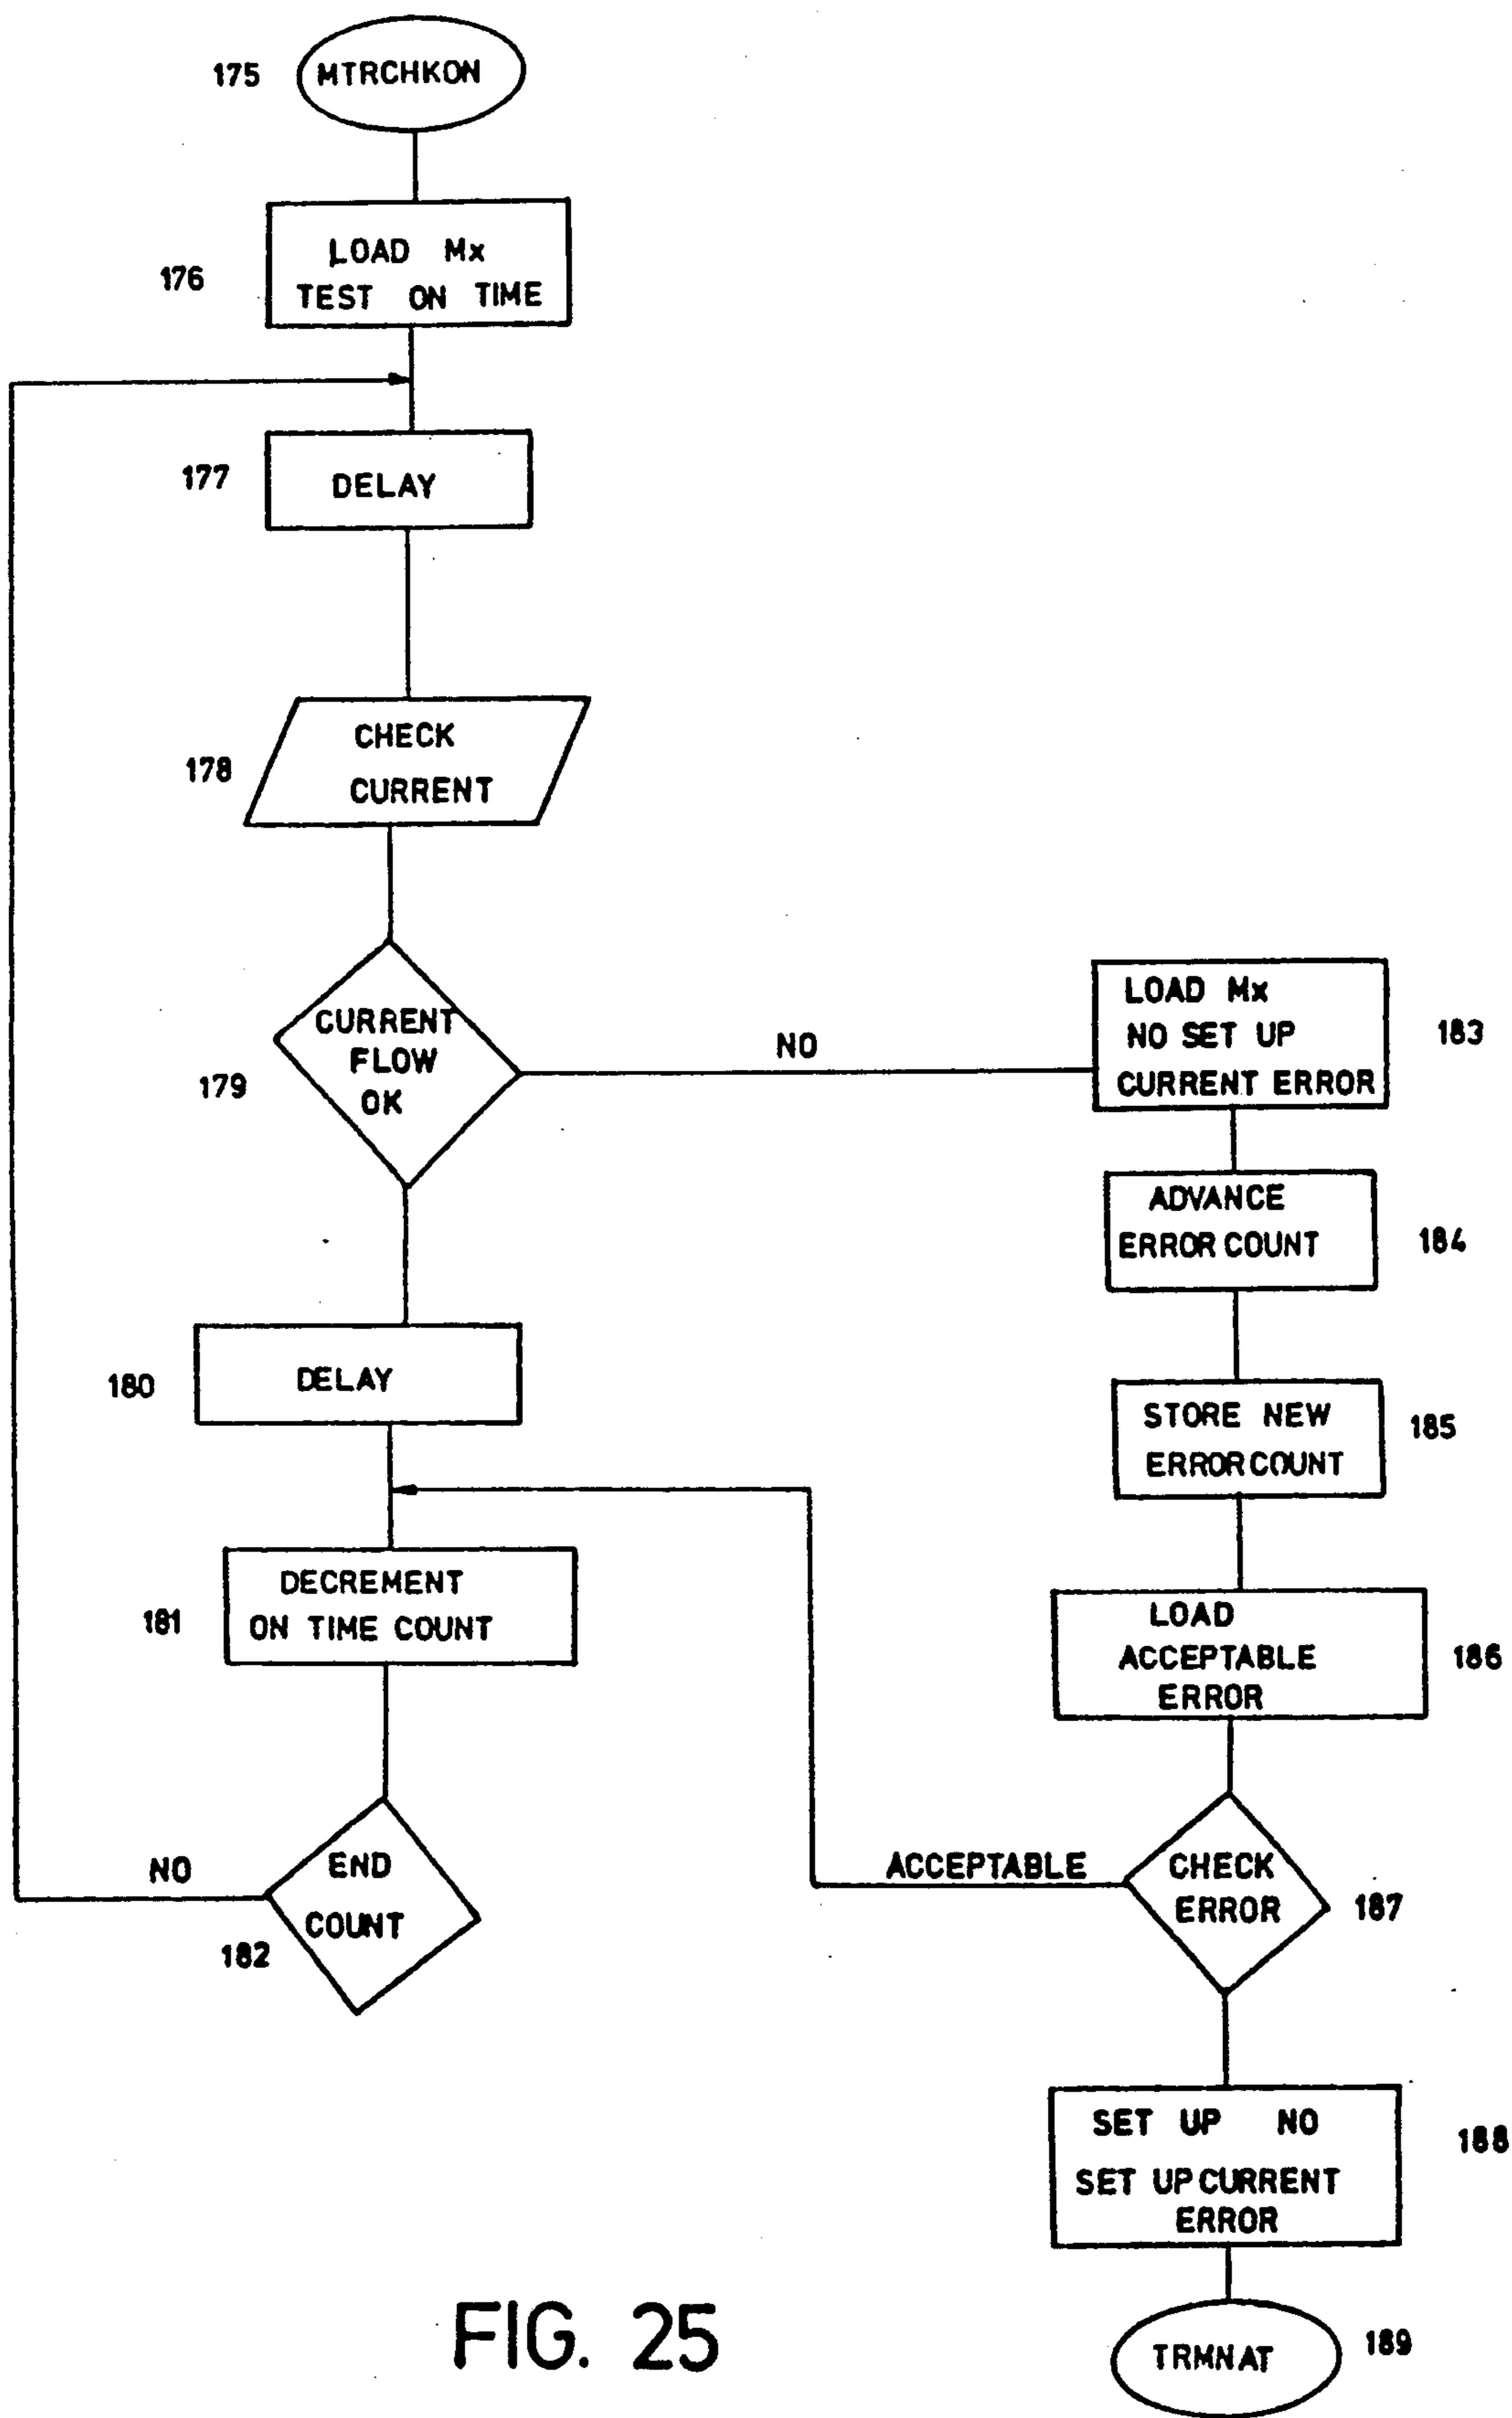 175
MTRCHKON
176
LOAD Mx
TEST ON TIME
177
DELAY
178
CHECK
CURRENT
179
CURRENT
FLOW
OK
NO
180
DELAY
181
DECREMENT
ON TIME COUNT
NO
END
COUNT
182
LOAD Mx
NO SET UP
CURRENT ERROR
183
ADVANCE
ERROR COUNT
184
STORE NEW
ERROR COUNT
185
LOAD
ACCEPTABLE
ERROR
186
ACCEPTABLE
CHECK
ERROR
187
SET UP NO
SET UP CURRENT
ERROR
188
TRMNAT
189
FIG. 25